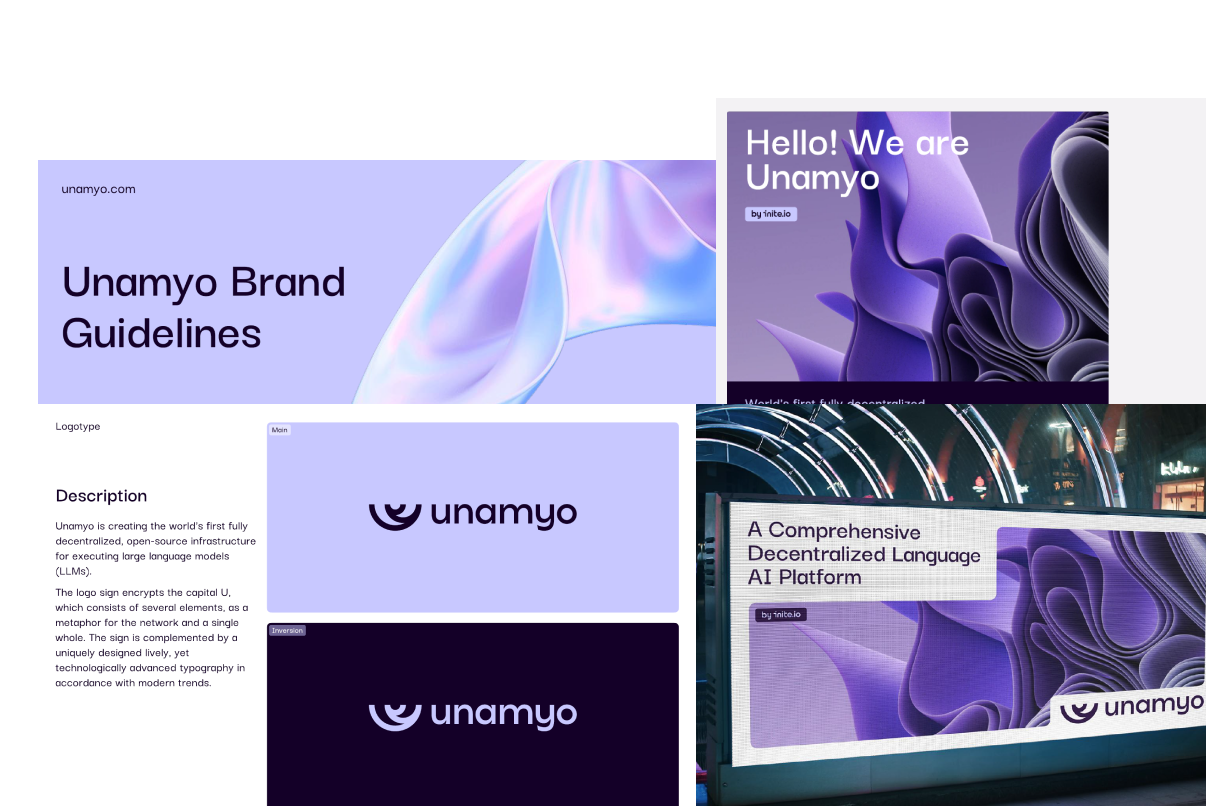 unamyo.com
Unamyo Brand
Guidelines
Hello! We are
Unamyo
by inite.io
World's first fully decentralized
Logotype
Description
Unamyo is creating the world's first fully
decentralized, open-source infrastructure
for executing large language models
(LLMs).
The logo sign encrypts the capital U,
which consists of several elements, as a
metaphor for the network and a single
whole. The sign is complemented by a
uniquely designed lively, yet
technologically advanced typography in
accordance with modern trends.
Main
unamyo
Inversion
unamyo
A Comprehensive
Decentralized Language
AI Platform
by inite.io
unamyo